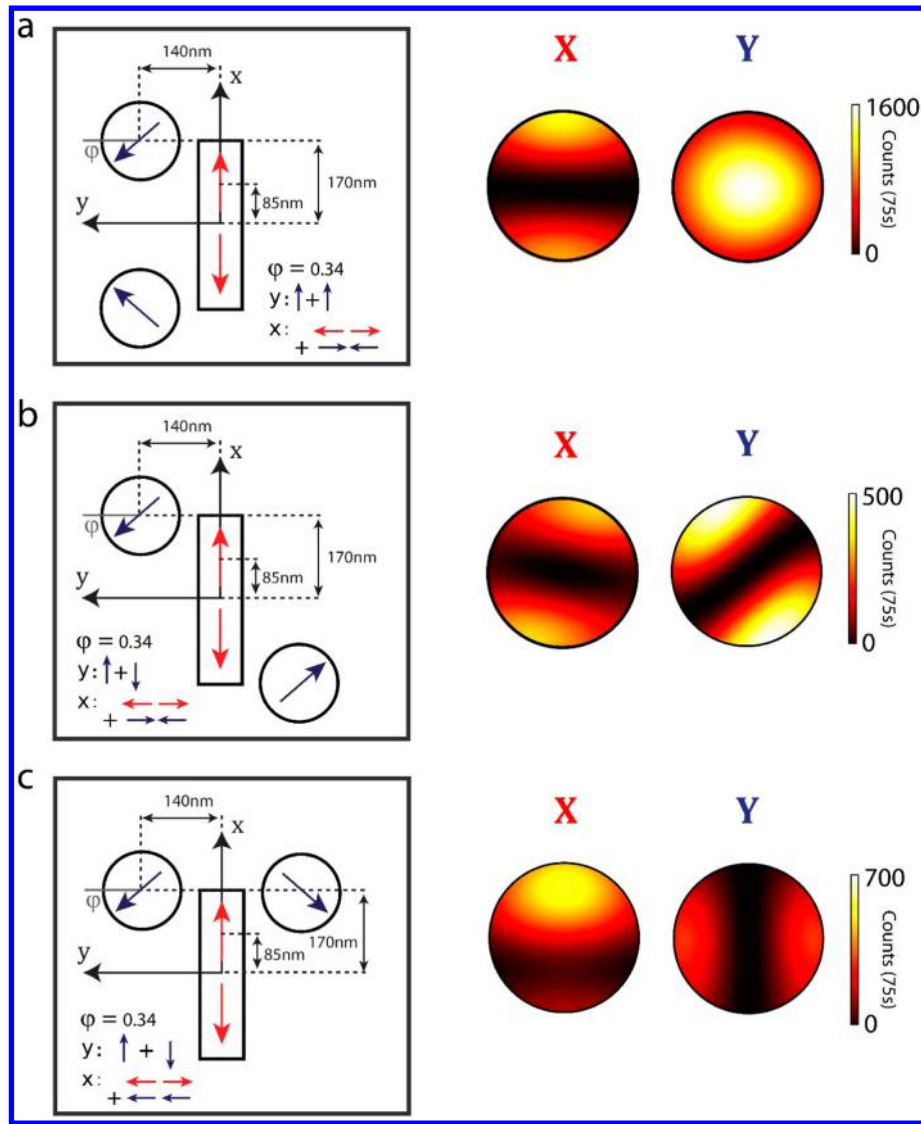 a
140nm
x
φ
170nm
85nm
y
φ = 0.34
y: +
x:
+
X Y
1600
Counts (75s)
0
b
140nm
x
φ
170nm
85nm
y
φ = 0.34
y: +
x:
+
X Y
500
Counts (75s)
0
c
140nm
x
φ
170nm
85nm
y
φ = 0.34
y: +
x:
+
X Y
700
Counts (75s)
0